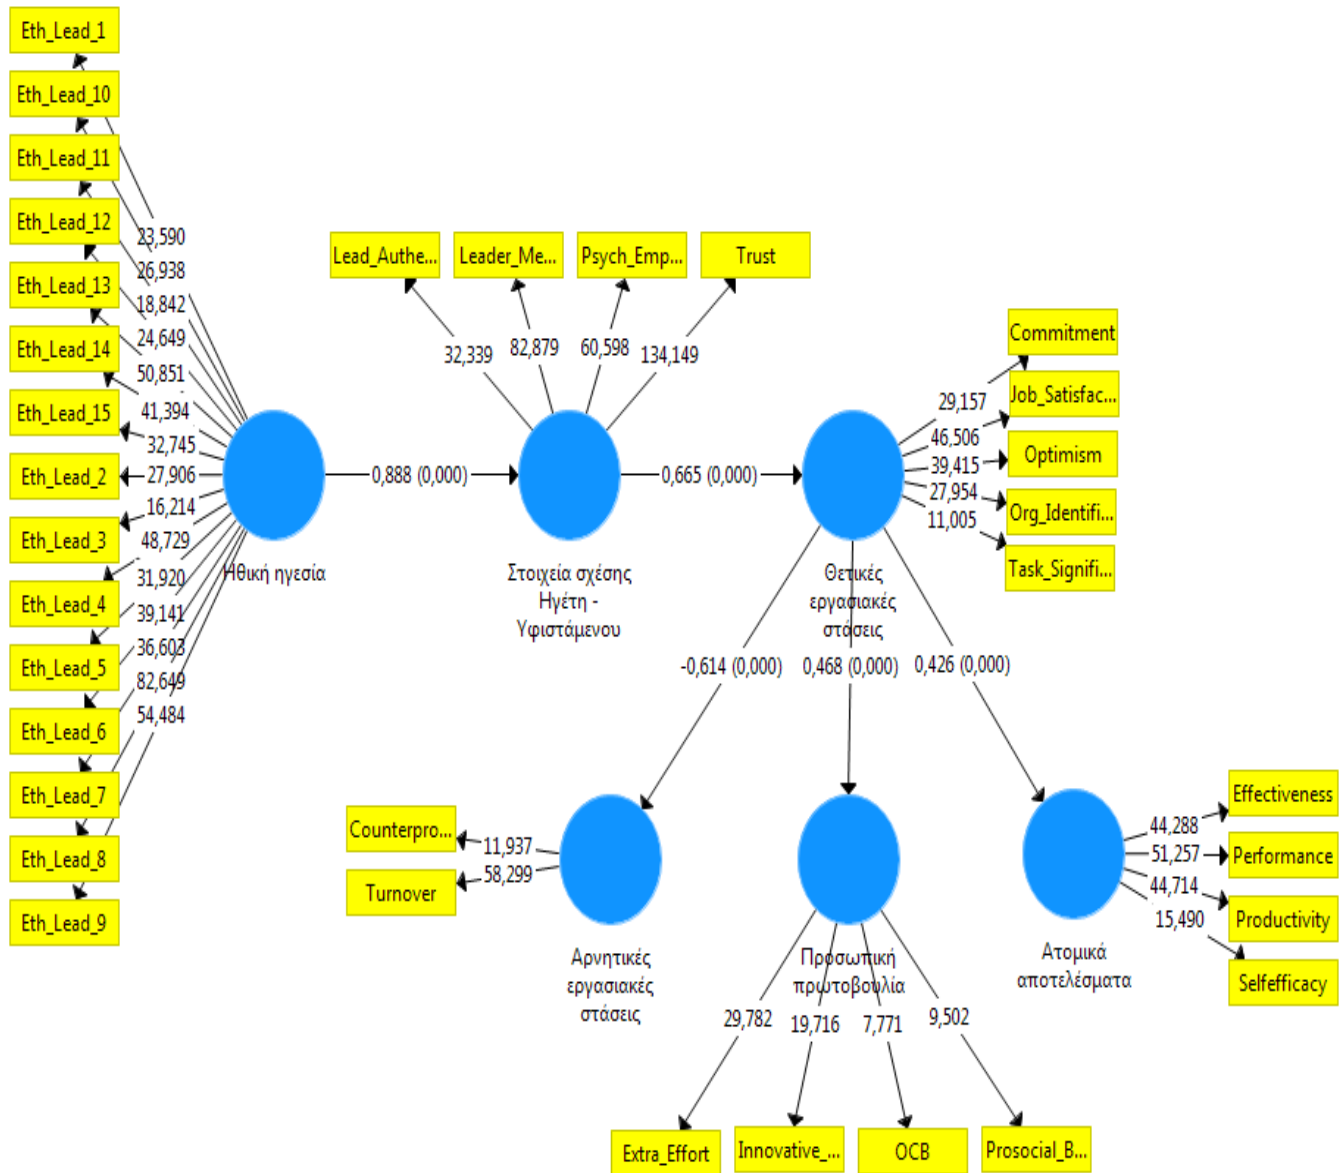 Eth_Lead_1
Eth_Lead_10
Eth_Lead_11
Eth_Lead_12
Eth_Lead_13
Eth_Lead_14
Eth_Lead_15
Eth_Lead_2
Eth_Lead_3
Eth_Lead_4
Eth_Lead_5
Eth_Lead_6
Eth_Lead_7
Eth_Lead_8
Eth_Lead_9
23,590
26,938
18,842
24,649
50,851
41,394
32,745
27,906
16,214
48,729
31,920
39,141
36,603
82,649
54,484
Ηθική ηγεσία
0,888 (0,000)
Lead_Authe...
Leader_Me...
Psych_Emp...
Trust
32,339
82,879
60,598
134,149
Στοιχεία σχέσης
Ηγέτη -
Υφιστάμενου
0,665 (0,000)
Commitment
Job_Satisfac...
Optimism
Org_Identifi...
Task_Signifi...
29,157
46,506
39,415
27,954
11,005
Θετικές
εργασιακές
στάσεις
-0,614 (0,000)
0,468 (0,000)
0,426 (0,000)
Counterpro...
Turnover
11,937
58,299
Αρνητικές
εργασιακές
στάσεις
Προσωπική
πρωτοβουλία
29,782
19,716
7,771
9,502
Extra_Effort
Innovative_...
OCB
Prosocial_B...
Ατομικά
αποτελέσματα
44,288
51,257
44,714
15,490
Effectiveness
Performance
Productivity
Selfefficacy